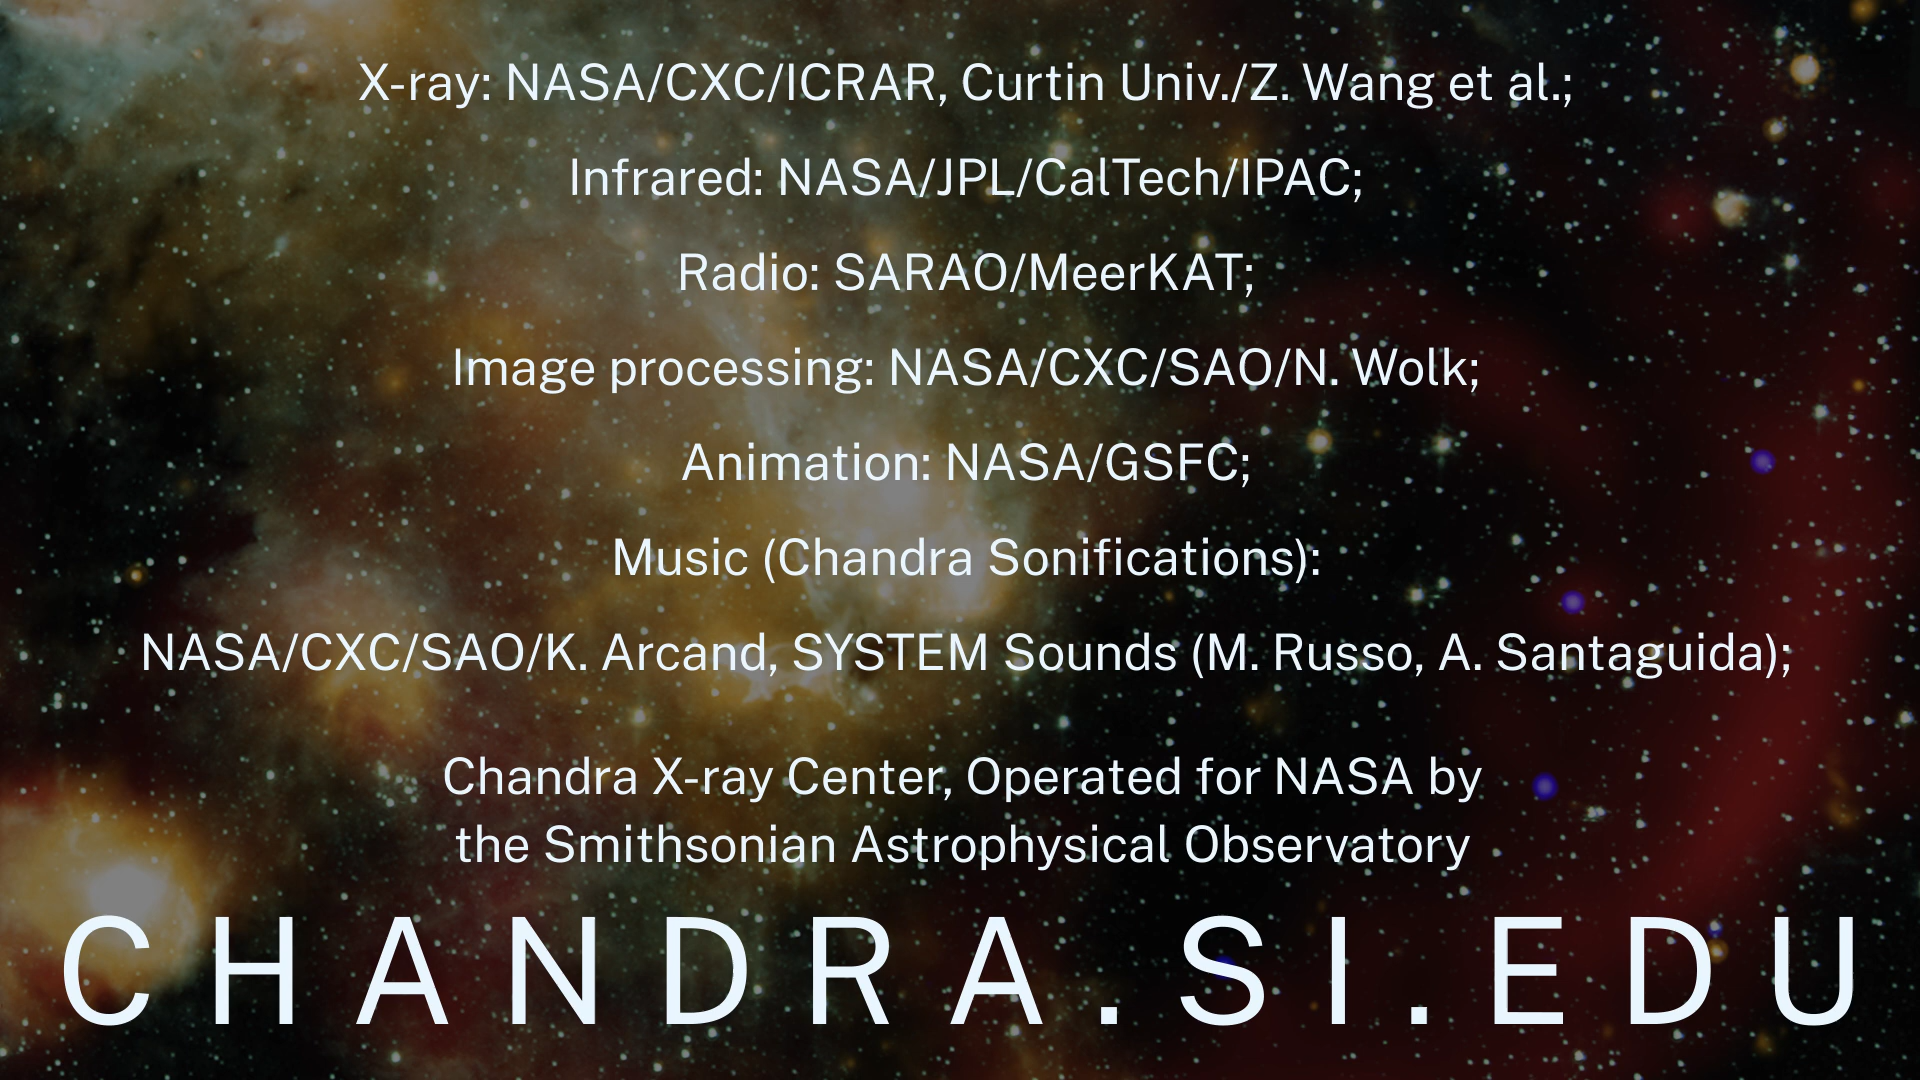 X-ray: NASA/CXC/ICRAR, Curtin Univ./Z. Wang et al.;
Infrared: NASA/JPL/CalTech/IPAC;
Radio: SARAO/MeerKAT;
Image processing: NASA/CXC/SAO/N. Wolk;
Animation: NASA/GSFC;
Music (Chandra Sonifications):
NASA/CXC/SAO/K. Arcand, SYSTEM Sounds (M. Russo, A. Santaguida);
Chandra X-ray Center, Operated for NASA by
the Smithsonian Astrophysical Observatory
CHANDRA.SI.EDU